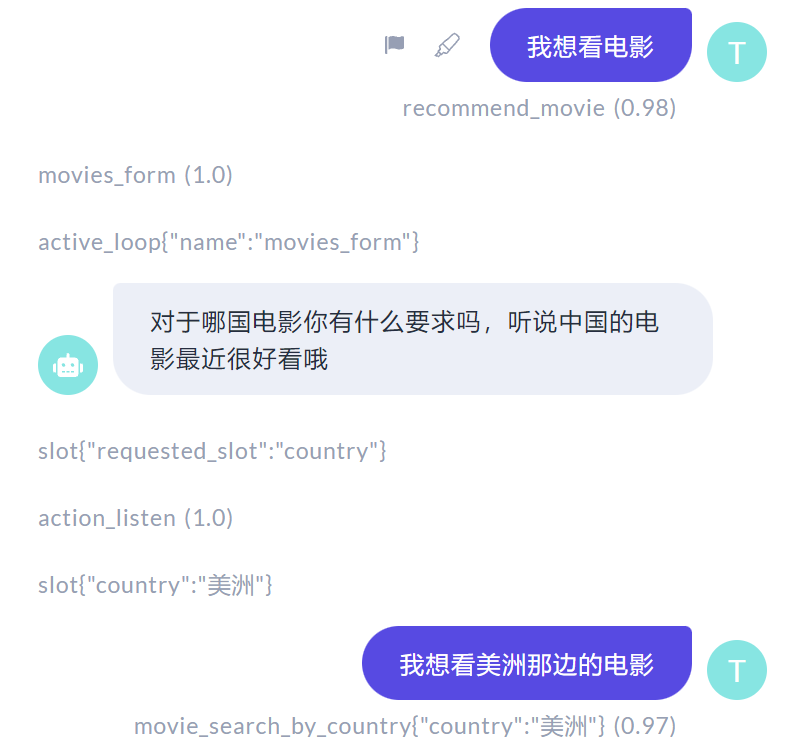 我想看电影
T
recommend_movie (0.98)
movies_form (1.0)
active_loop{"name":"movies_form"}
对于哪国电影你有什么要求吗，听说中国的电
影最近很好看哦
slot{"requested_slot":"country"}
action_listen (1.0)
slot{"country":"美洲"}
我想看美洲那边的电影
T
movie_search_by_country{"country":"美洲"} (0.97)